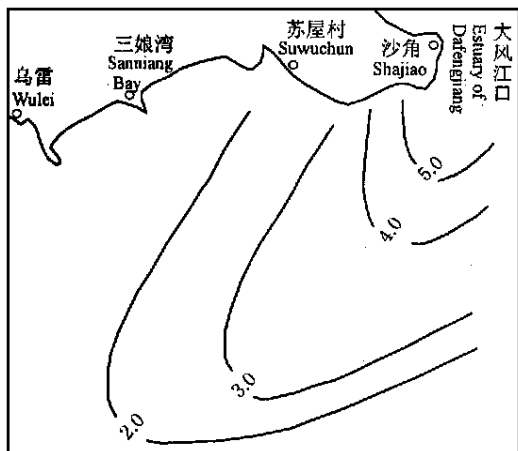 乌雷
Wulei
三娘湾
Sanniang
Bay
苏屋村
Suwuchun
沙角
Shajiao
大风江口
Estuary of
Dafengjiang
5.0
4.0
3.0
2.0